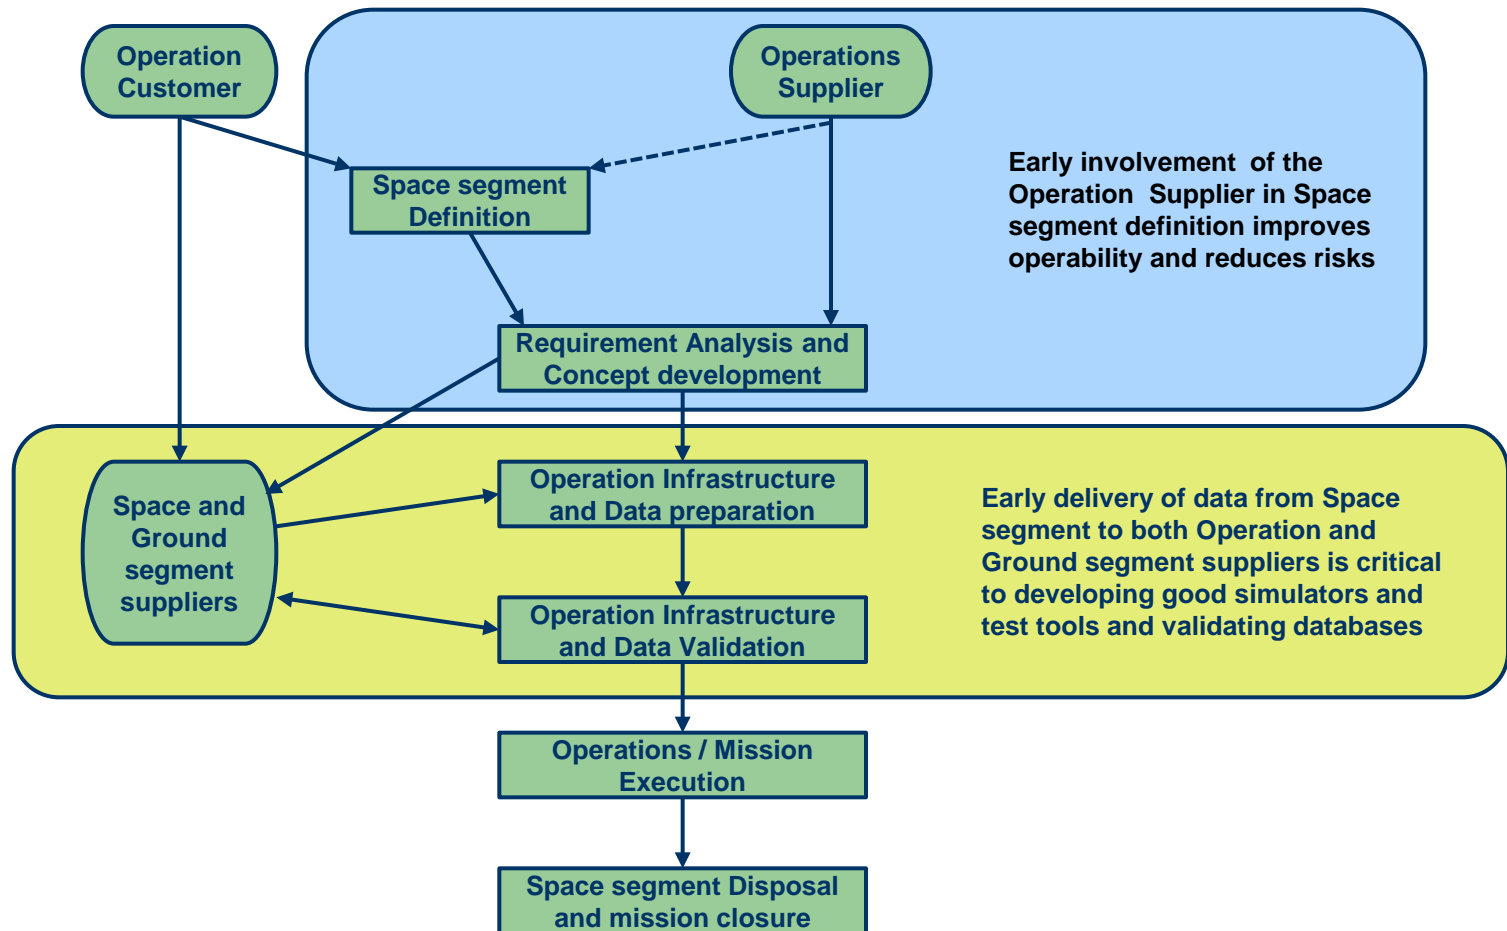 Operation
Customer
Operations
Supplier
Space segment
Definition
Early involvement  of the
Operation  Supplier in Space
segment definition improves
operability and reduces risks
Requirement Analysis and
Concept development
Space and
Ground
segment
suppliers
Operation Infrastructure
and Data preparation
Early delivery of data from Space
segment to both Operation and
Ground segment suppliers is critical
to developing good simulators and
test tools and validating databases
Operation Infrastructure
and Data Validation
Operations / Mission
Execution
Space segment Disposal
and mission closure